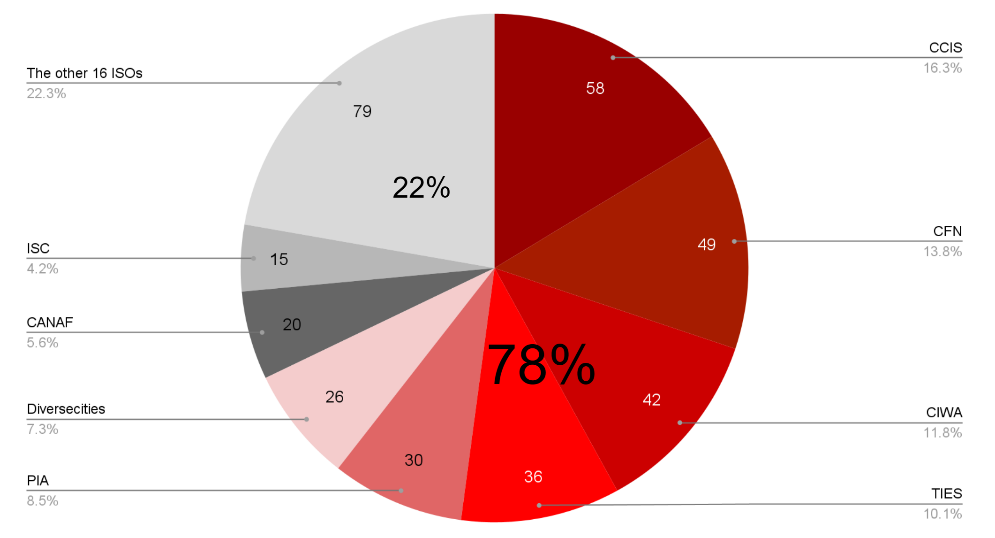 CCIS
16.3%
58
The other 16 ISOs
22.3%
79
22%
CFN
13.8%
49
ISC
4.2%
15
CANAF
5.6%
20
78%
Diversecities
7.3%
26
CIWA
11.8%
42
PIA
8.5%
30
TIES
10.1%
36